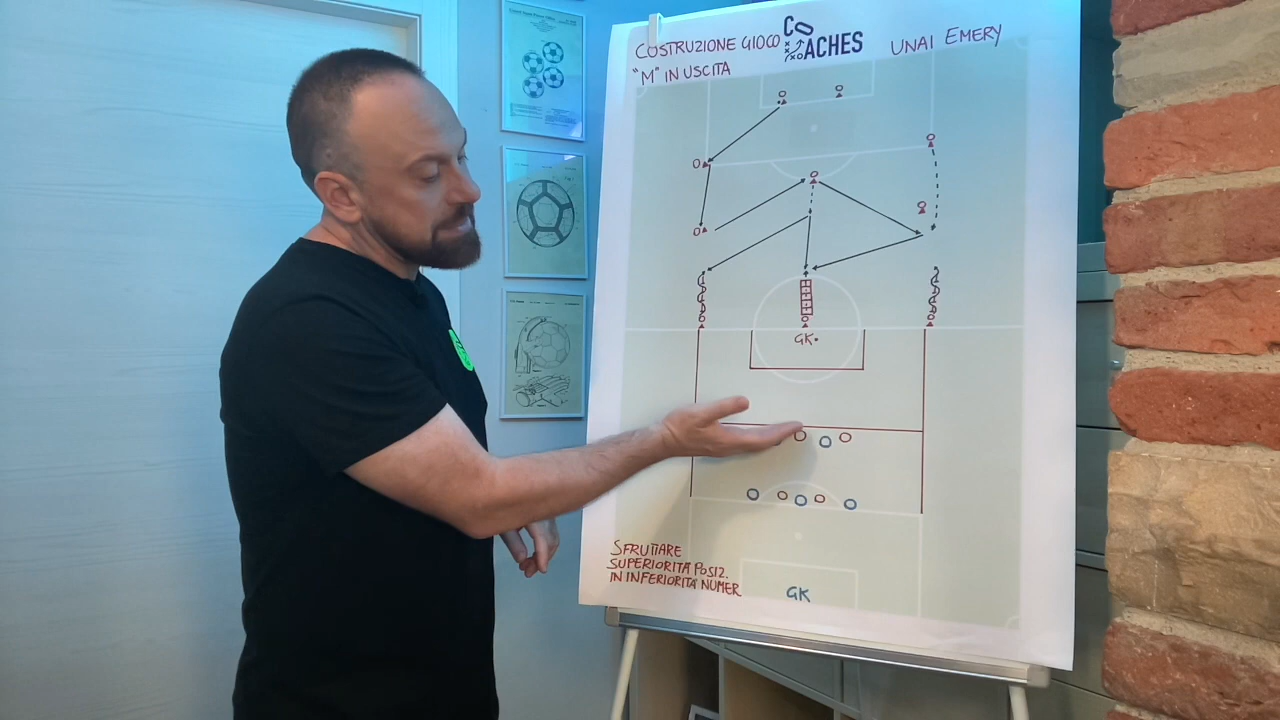 COSTRUZIONE GIOCO
"M" IN USCITA
COACHES
UNAI EMERY
GK
SFRUTTARE
SUPERIORITÀ POSIZ.
IN INFERIORITÀ NUMER
GK